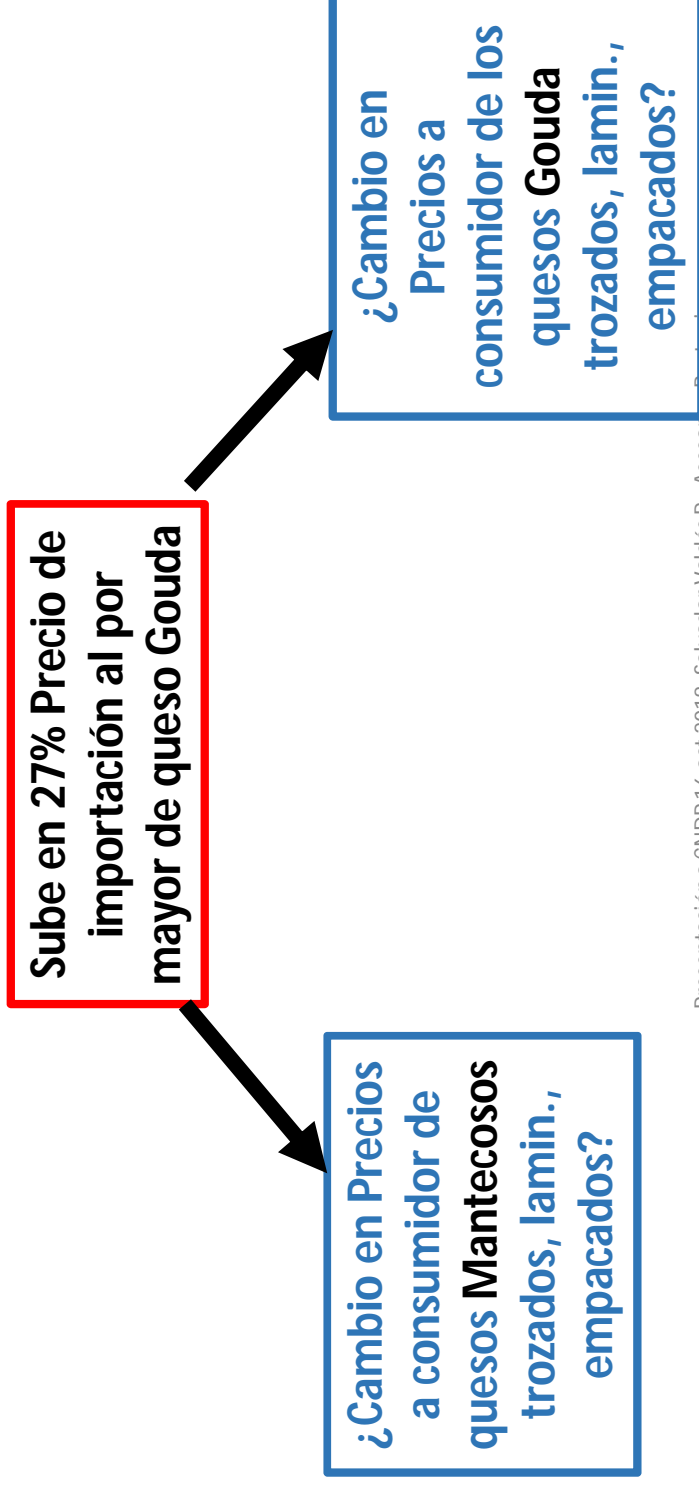 Sube en 27% Precio de
importación al por
mayor de queso Gouda
¿Cambio en Precios
a consumidor de
quesos Mantecosos
trozados, lamin.,
empacados?
¿Cambio en
Precios a
consumidor de los
quesos Gouda
trozados, lamin.,
empacados?